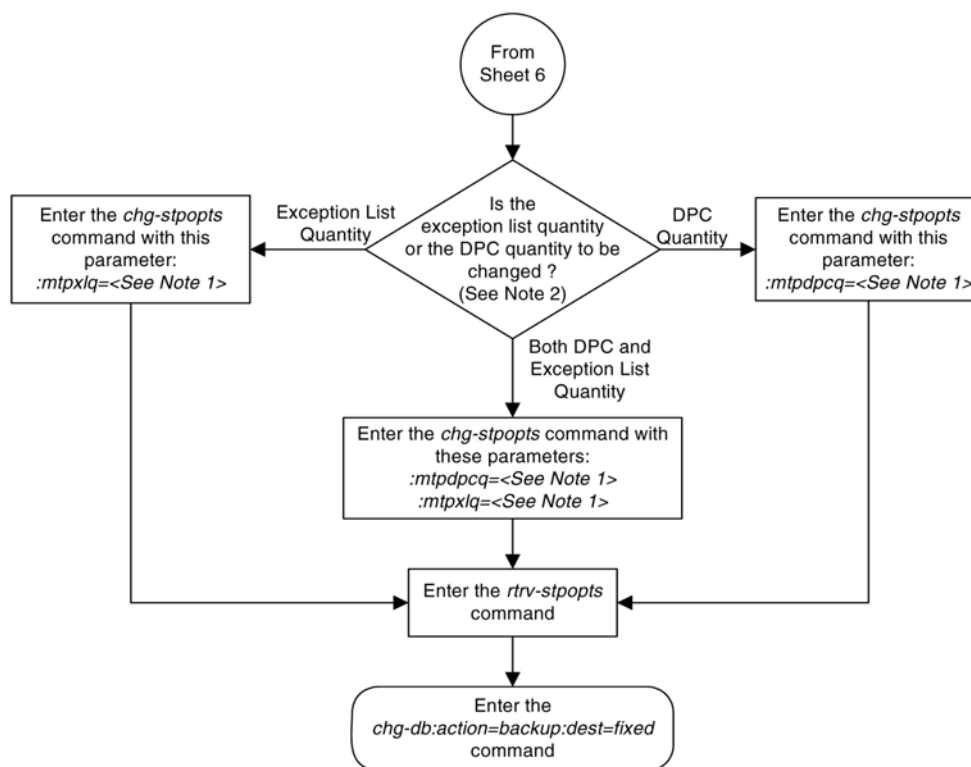 From
Sheet 6
Is the
exception list quantity
or the DPC quantity to be
changed ?
(See Note 2)
Exception List
Quantity
DPC
Quantity
Enter the chg-stpopts
command with this
parameter:
:mtpxlq=<See Note 1>
Enter the chg-stpopts
command with this
parameter:
:mtpdpcq=<See Note 1>
Both DPC and
Exception List
Quantity
Enter the chg-stpopts command with
these parameters:
:mtpdpcq=<See Note 1>
:mtpxlq=<See Note 1>
Enter the rtrv-stpopts
command
Enter the
chg-db:action=backup:dest=fixed
command